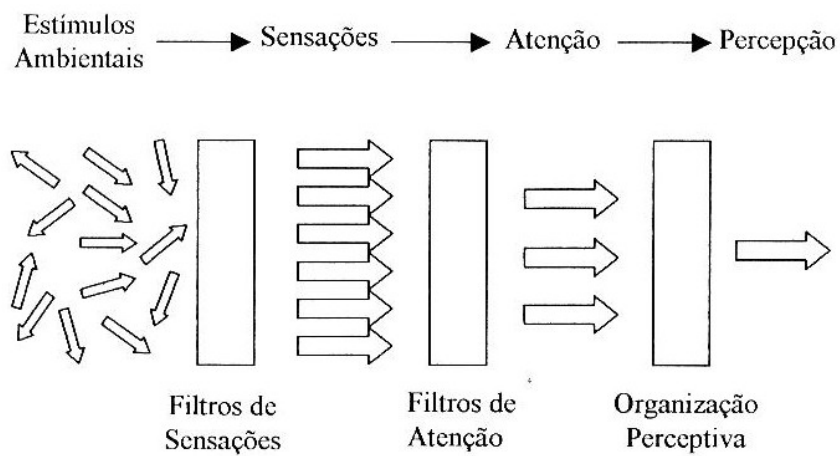 Estímulos
Ambientais
Sensações
Atenção
Percepção
Filtros de
Sensações
Filtros de
Atenção
Organização
Perceptiva